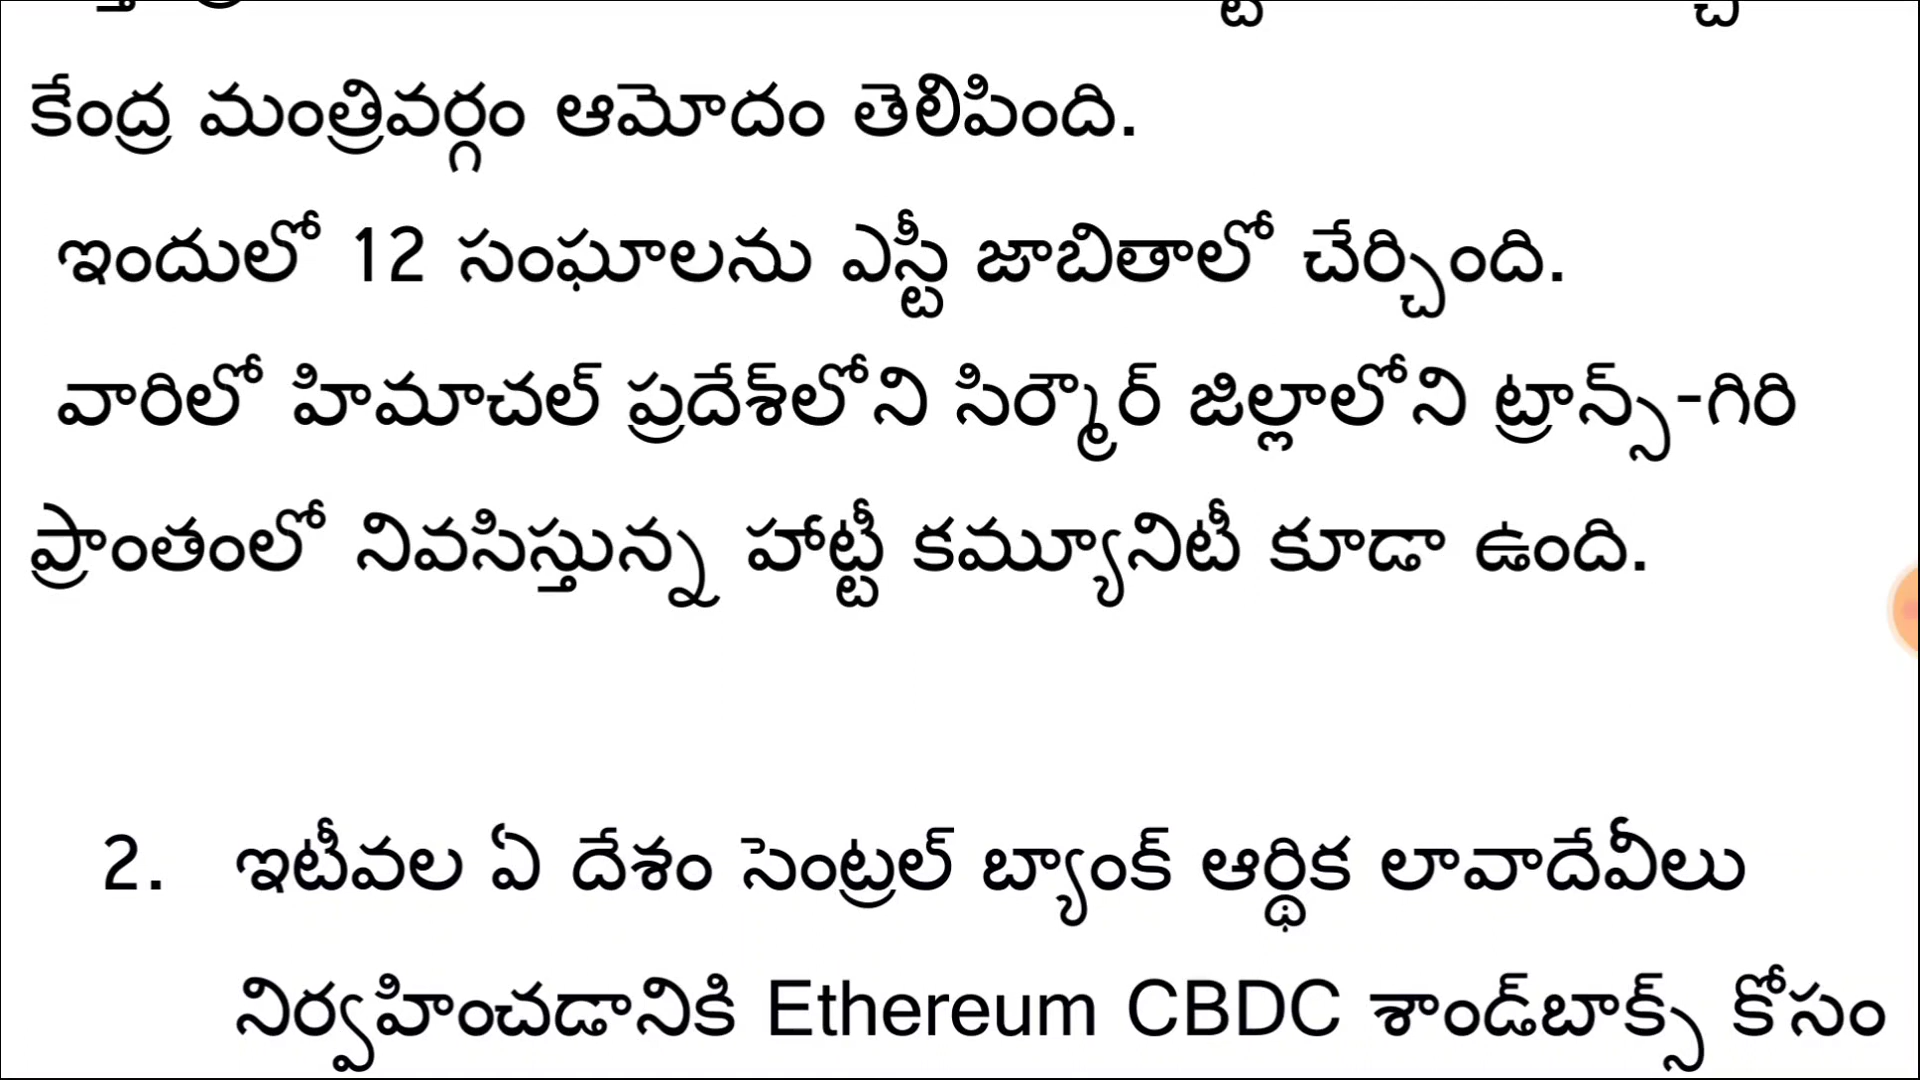 కేంద్ర మంత్రివర్గం ఆమోదం తెలిపింది.
ఇందులో 12 సంఘాలను ఎస్టీ జాబితాలో చేర్చింది.
వారిలో హిమాచల్ ప్రదేశ్‌లోని సిర్మౌర్ జిల్లాలోని ట్రాన్స్-గిరి
ప్రాంతంలో నివసిస్తున్న హాట్టీ కమ్యూనిటీ కూడా ఉంది.
2. ఇటీవల ఏ దేశం సెంట్రల్ బ్యాంక్ ఆర్థిక లావాదేవీలు
నిర్వహించడానికి Ethereum CBDC శాండ్‌బాక్స్ కోసం